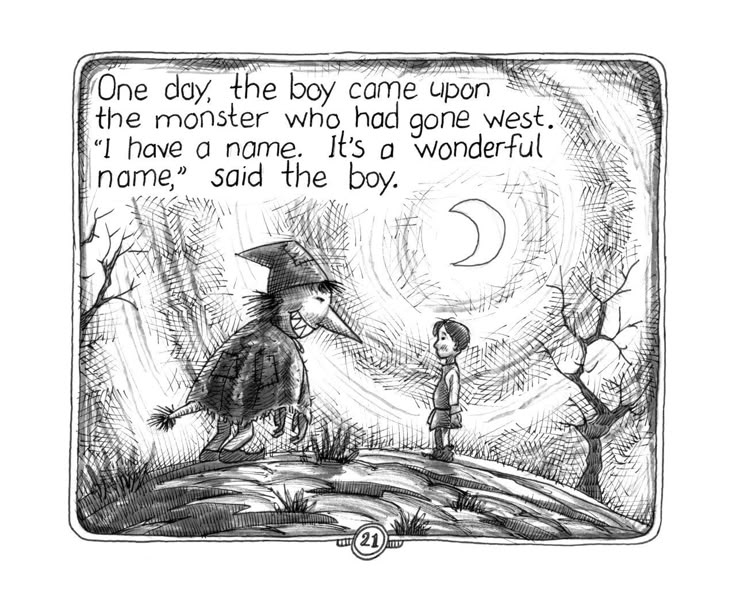 One day, the boy came upon
the monster who had gone west.
“I have a name. It's a wonderful
name,” said the boy.
21